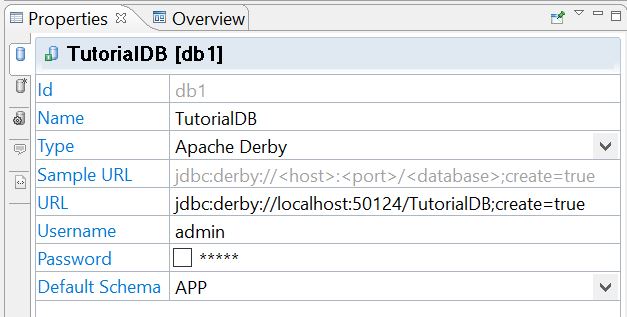 Properties Overview
TutorialDB [db1]
Id db1
Name TutorialDB
Type Apache Derby
Sample URL jdbc:derby://<host>:<port>/<database>;create=true
URL jdbc:derby://localhost:50124/TutorialDB;create=true
Username admin
Password *****
Default Schema APP